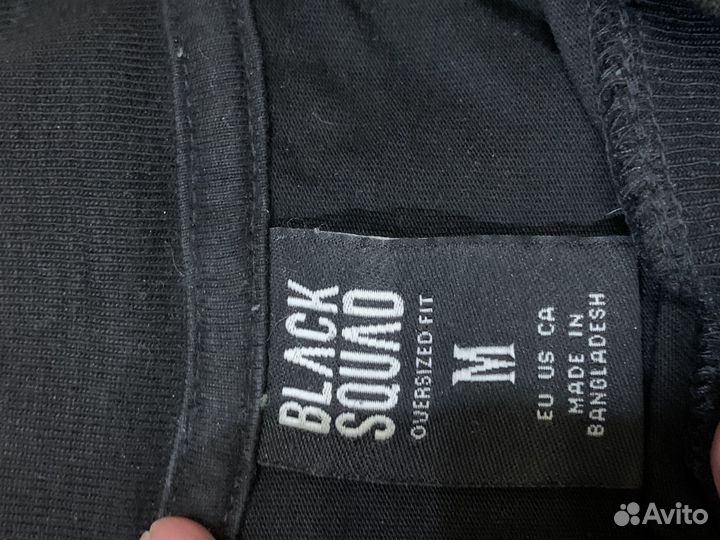 BLACK
SQUAD
OVERSIZED FIT
M
EU US CA
MADE IN
BANGLADESH
Avito